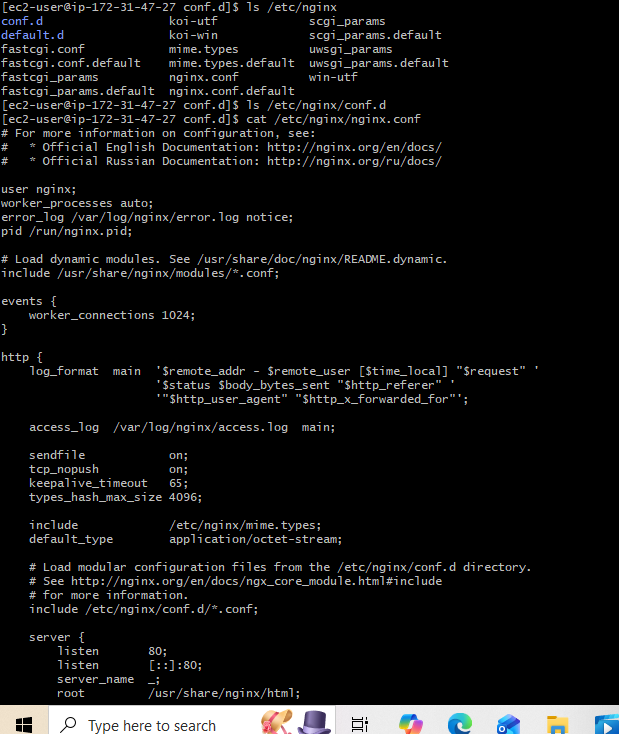 [ec2-user@ip-172-31-47-27 conf.d]$ ls /etc/nginx
conf.d                  koi-utf             scgi_params
default.d               koi-win             scgi_params.default
fastcgi.conf            mime.types          uwsgi_params
fastcgi.conf.default    mime.types.default  uwsgi_params.default
fastcgi_params          nginx.conf          win-utf
fastcgi_params.default  nginx.conf.default
[ec2-user@ip-172-31-47-27 conf.d]$ ls /etc/nginx/conf.d
[ec2-user@ip-172-31-47-27 conf.d]$ cat /etc/nginx/nginx.conf
# For more information on configuration, see:
#   * Official English Documentation: http://nginx.org/en/docs/
#   * Official Russian Documentation: http://nginx.org/ru/docs/

user nginx;
worker_processes auto;
error_log /var/log/nginx/error.log notice;
pid /run/nginx.pid;

# Load dynamic modules. See /usr/share/doc/nginx/README.dynamic.
include /usr/share/nginx/modules/*.conf;

events {
    worker_connections 1024;
}

http {
    log_format  main  '$remote_addr - $remote_user [$time_local] "$request" '
                      '$status $body_bytes_sent "$http_referer" '
                      '"$http_user_agent" "$http_x_forwarded_for"';

    access_log  /var/log/nginx/access.log  main;

    sendfile            on;
    tcp_nopush          on;
    keepalive_timeout   65;
    types_hash_max_size 4096;

    include             /etc/nginx/mime.types;
    default_type        application/octet-stream;

    # Load modular configuration files from the /etc/nginx/conf.d directory.
    # See http://nginx.org/en/docs/ngx_core_module.html#include
    # for more information.
    include /etc/nginx/conf.d/*.conf;

    server {
        listen       80;
        listen       [::]:80;
        server_name  _;
        root         /usr/share/nginx/html;
Type here to search